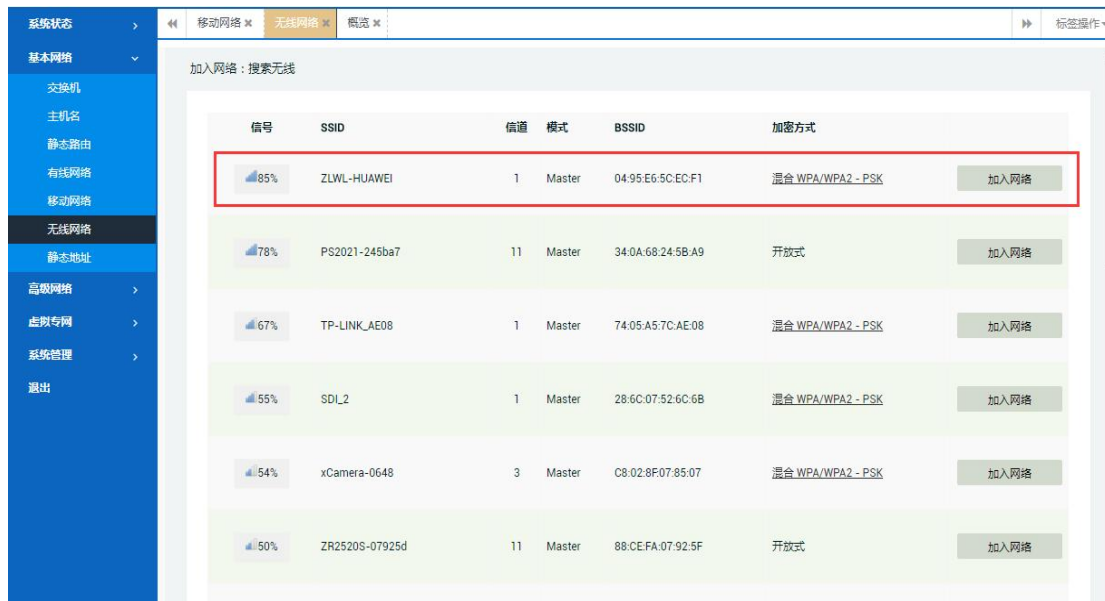 系统状态
基本网络
交换机
主机名
静态路由
有线网络
移动网络
无线网络
静态地址
高级网络
虚拟专网
系统管理
退出
移动网络 无线网络 概览 标签操作
加入网络：搜索无线
信号 SSID 信道 模式 BSSID 加密方式
85% ZLWL-HUAWEI 1 Master 04:95:E6:5C:EC:F1 混合 WPA/WPA2 - PSK 加入网络
78% PS2021-245ba7 11 Master 34:0A:68:24:5B:A9 开放式 加入网络
67% TP-LINK_AE08 1 Master 74:05:A5:7C:AE:08 混合 WPA/WPA2 - PSK 加入网络
55% SDI_2 1 Master 28:6C:07:52:6C:6B 混合 WPA/WPA2 - PSK 加入网络
54% xCamera-0648 3 Master C8:02:8F:07:85:07 混合 WPA/WPA2 - PSK 加入网络
50% ZR2520S-07925d 11 Master 88:CE:FA:07:92:5F 开放式 加入网络